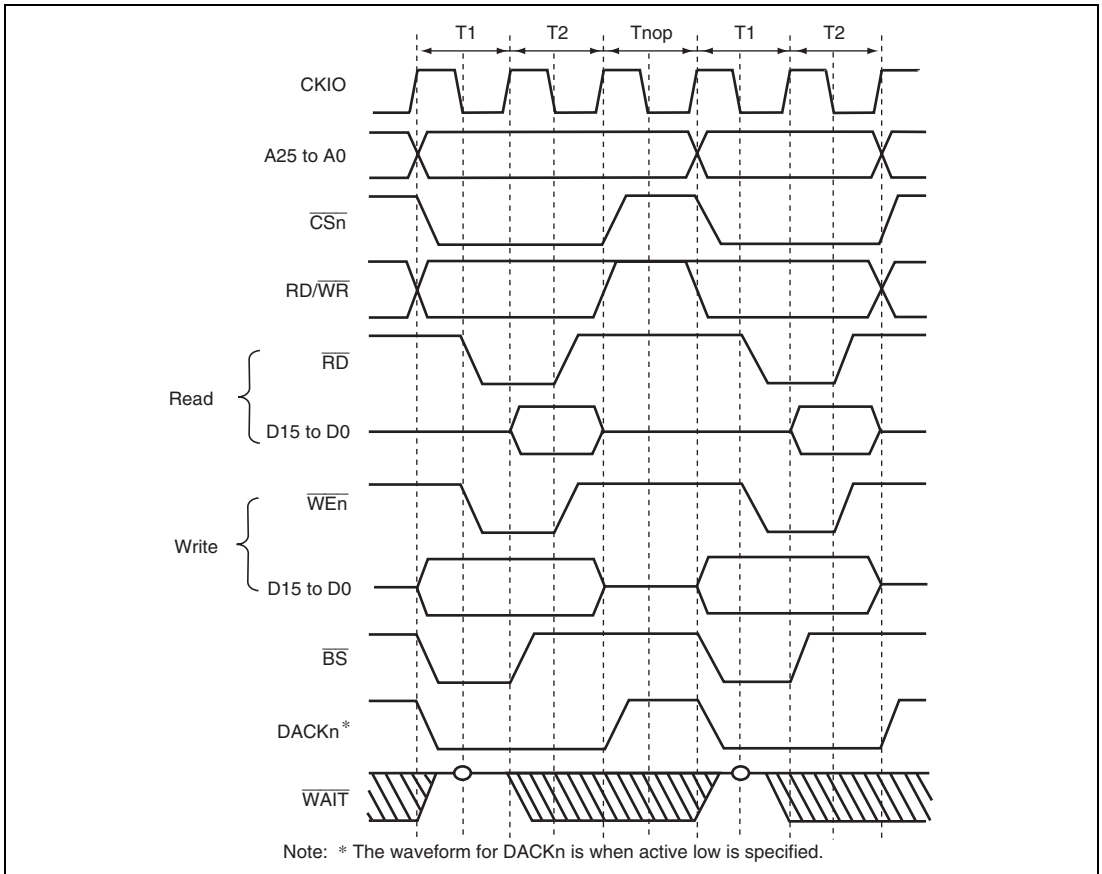 T1 T2 Tnop T1 T2
CKIO
A25 to A0
CSn
RD/WR
RD
Read
D15 to D0
WEn
Write
D15 to D0
BS
DACKn*
WAIT
Note: * The waveform for DACKn is when active low is specified.